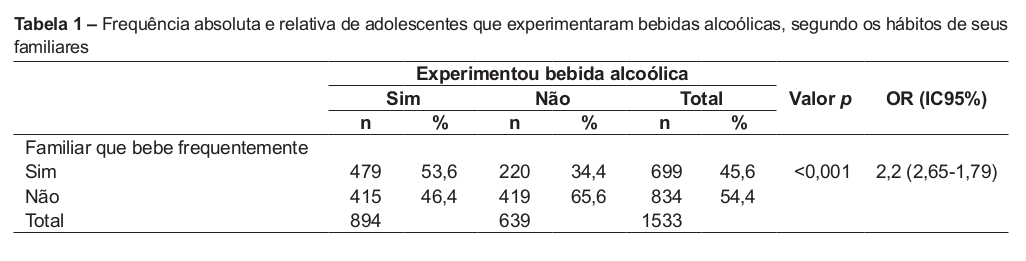 Tabela 1 – Frequência absoluta e relativa de adolescentes que experimentaram bebidas alcoólicas, segundo os hábitos de seus
familiares
Experimentou bebida alcoólica
Sim Não Total Valor p OR (IC95%)
n % n % n %
Familiar que bebe frequentemente
Sim 479 53,6 220 34,4 699 45,6 <0,001 2,2 (2,65-1,79)
Não 415 46,4 419 65,6 834 54,4
Total 894 639 1533